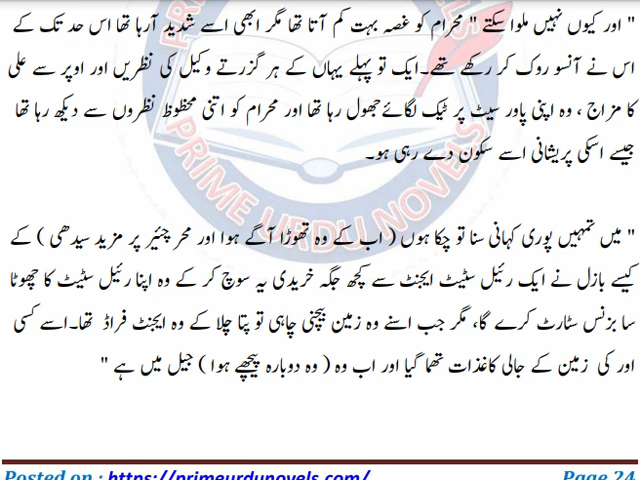 " اور کیوں نہیں ملوا سکتے " محرام کو غصہ بہت کم آتا تھا مگر ابھی اسے شدید آرہا تھا اس حد تک کے
اس نے آنسو روک کر رکھے تھے۔ ایک تو پہلے یہاں کے ہر گزرتے وکیل کی نظریں اور اوپر سے علی
کا مزاج ، وہ اپنی پاور سیٹ پر ٹیک لگائے جھول رہا تھا اور محرام کو اتنی محظوظ نظروں سے دیکھ رہا تھا
جیسے اسکی پریشانی اسے سکون دے رہی ہو۔
" میں تمہیں پوری کہانی سنا تو چکا ہوں ( اب کے وہ تھوڑا آگے ہوا اور محر چئیر پر مزید سیدھی ) کے
کیسے بازل نے ایک رئیل سٹیٹ ایجنٹ سے کچھ جگہ خریدی یہ سوچ کر کے وہ اپنا رئیل سٹیٹ کا چھوٹا
سا بزنس سٹارٹ کرے گا، مگر جب اسنے وہ زمین بیچنی چاہی تو پتا چلا کے وہ ایجنٹ فراڈ تھا۔ اسے کسی
اور کی زمین کے جالی کاغذات تھما گیا اور اب وہ ( وہ دوبارہ پیچھے ہوا ) جیل میں ہے "
PRIME URDU NOVELS
Posted on : https://primeurdunovels.com/ Page 24